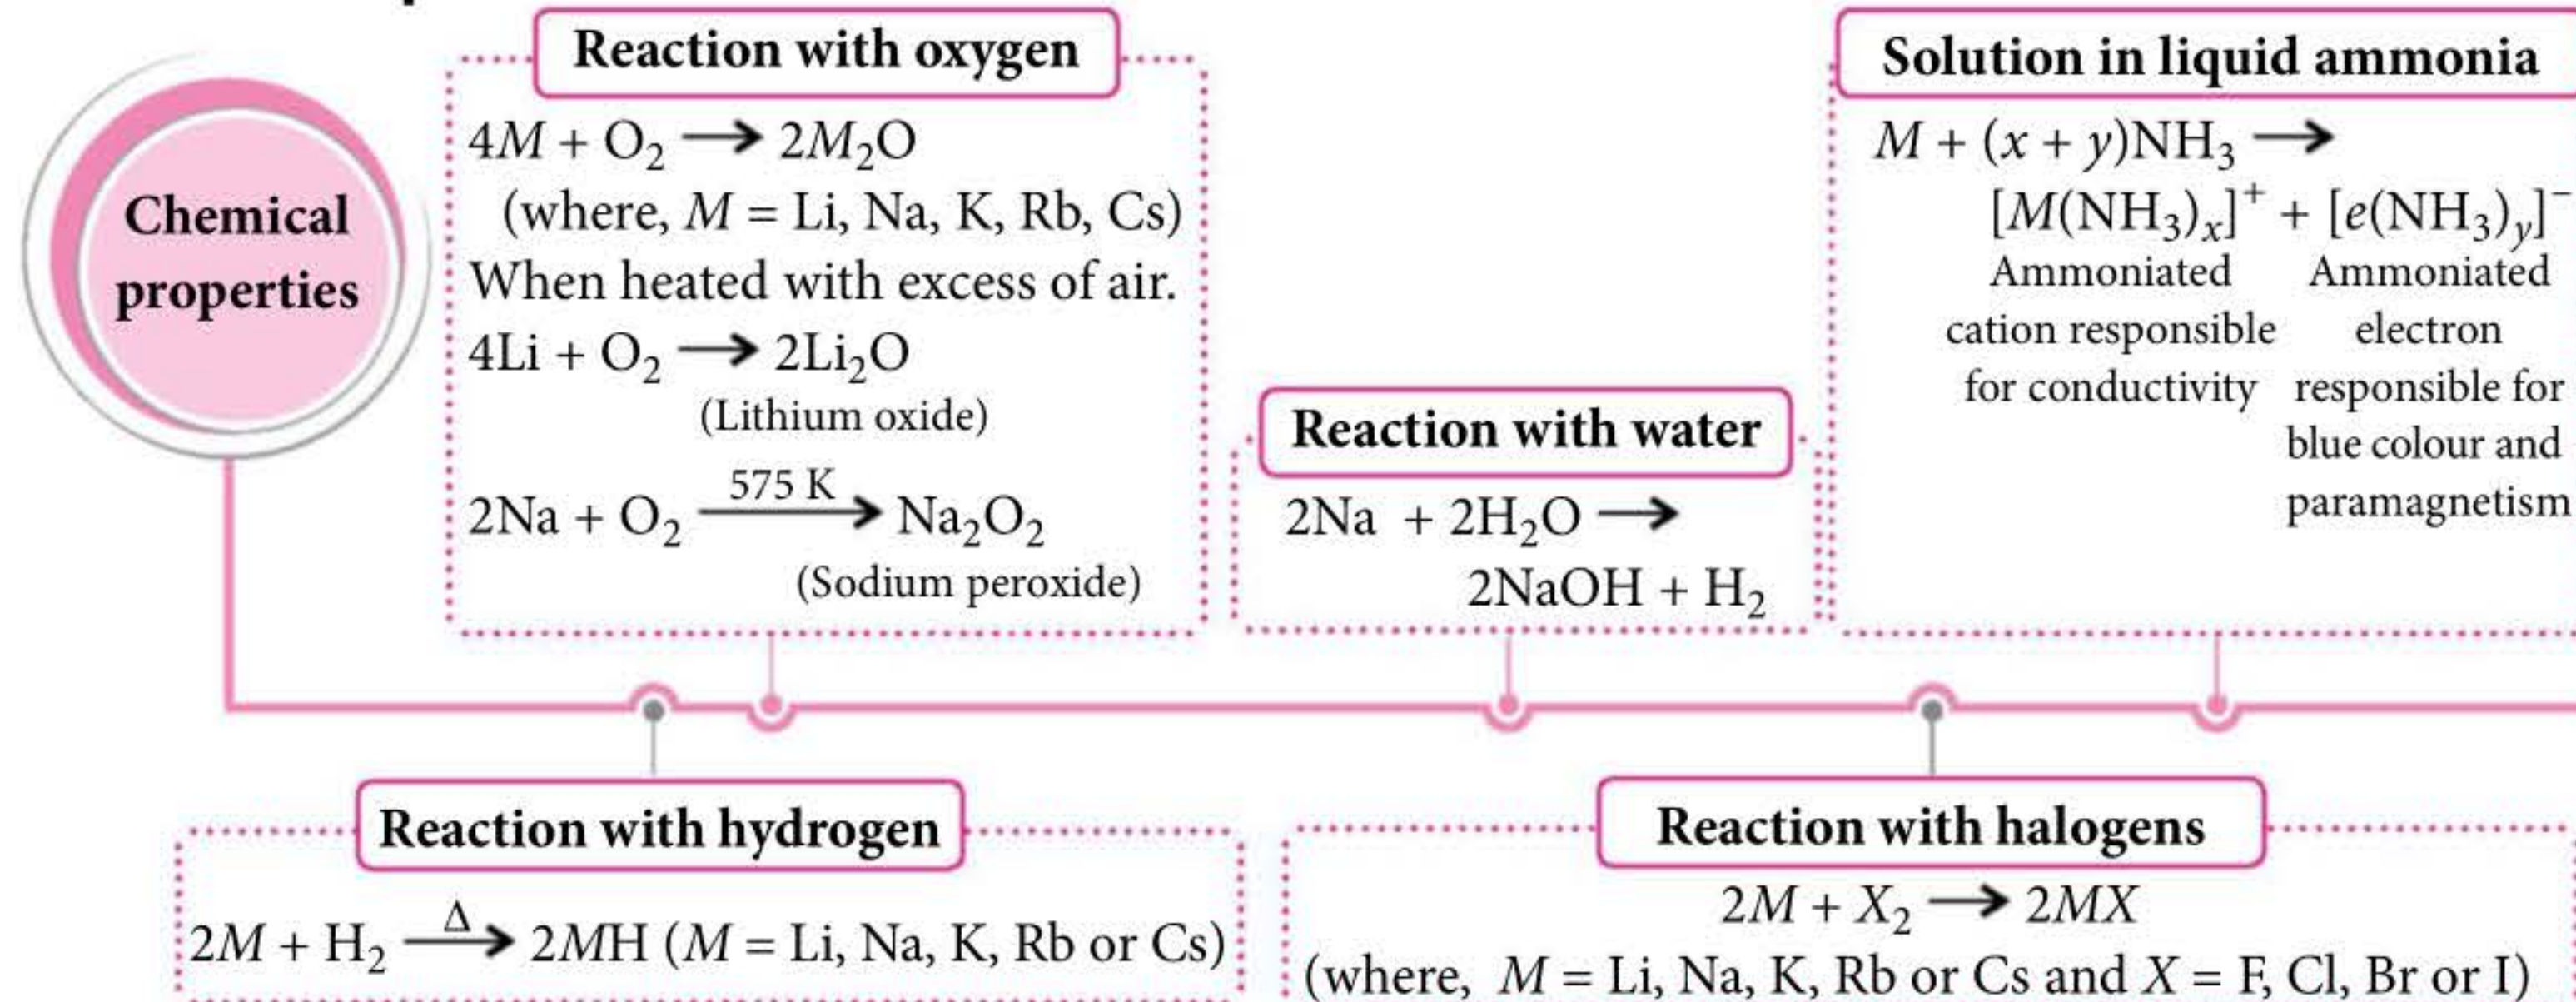 Chemical
properties
Reaction with oxygen
4M + O₂ ⟶ 2M₂O
(where, M = Li, Na, K, Rb, Cs)
When heated with excess of air.
4Li + O₂ ⟶ 2Li₂O
(Lithium oxide)
575 K
2Na + O₂ ⟶ Na₂O₂
(Sodium peroxide)
Reaction with water
2Na + 2H₂O ⟶
2NaOH + H₂
Solution in liquid ammonia
M + (x + y)NH₃ ⟶
[M(NH₃)ₓ]⁺ + [e(NH₃)ᵧ]⁻
Ammoniated Ammoniated
cation responsible electron
for conductivity responsible for
blue colour and
paramagnetism
Reaction with hydrogen
Δ
2M + H₂ ⟶ 2MH (M = Li, Na, K, Rb or Cs)
Reaction with halogens
2M + X₂ ⟶ 2MX
(where, M = Li, Na, K, Rb or Cs and X = F, Cl, Br or I)